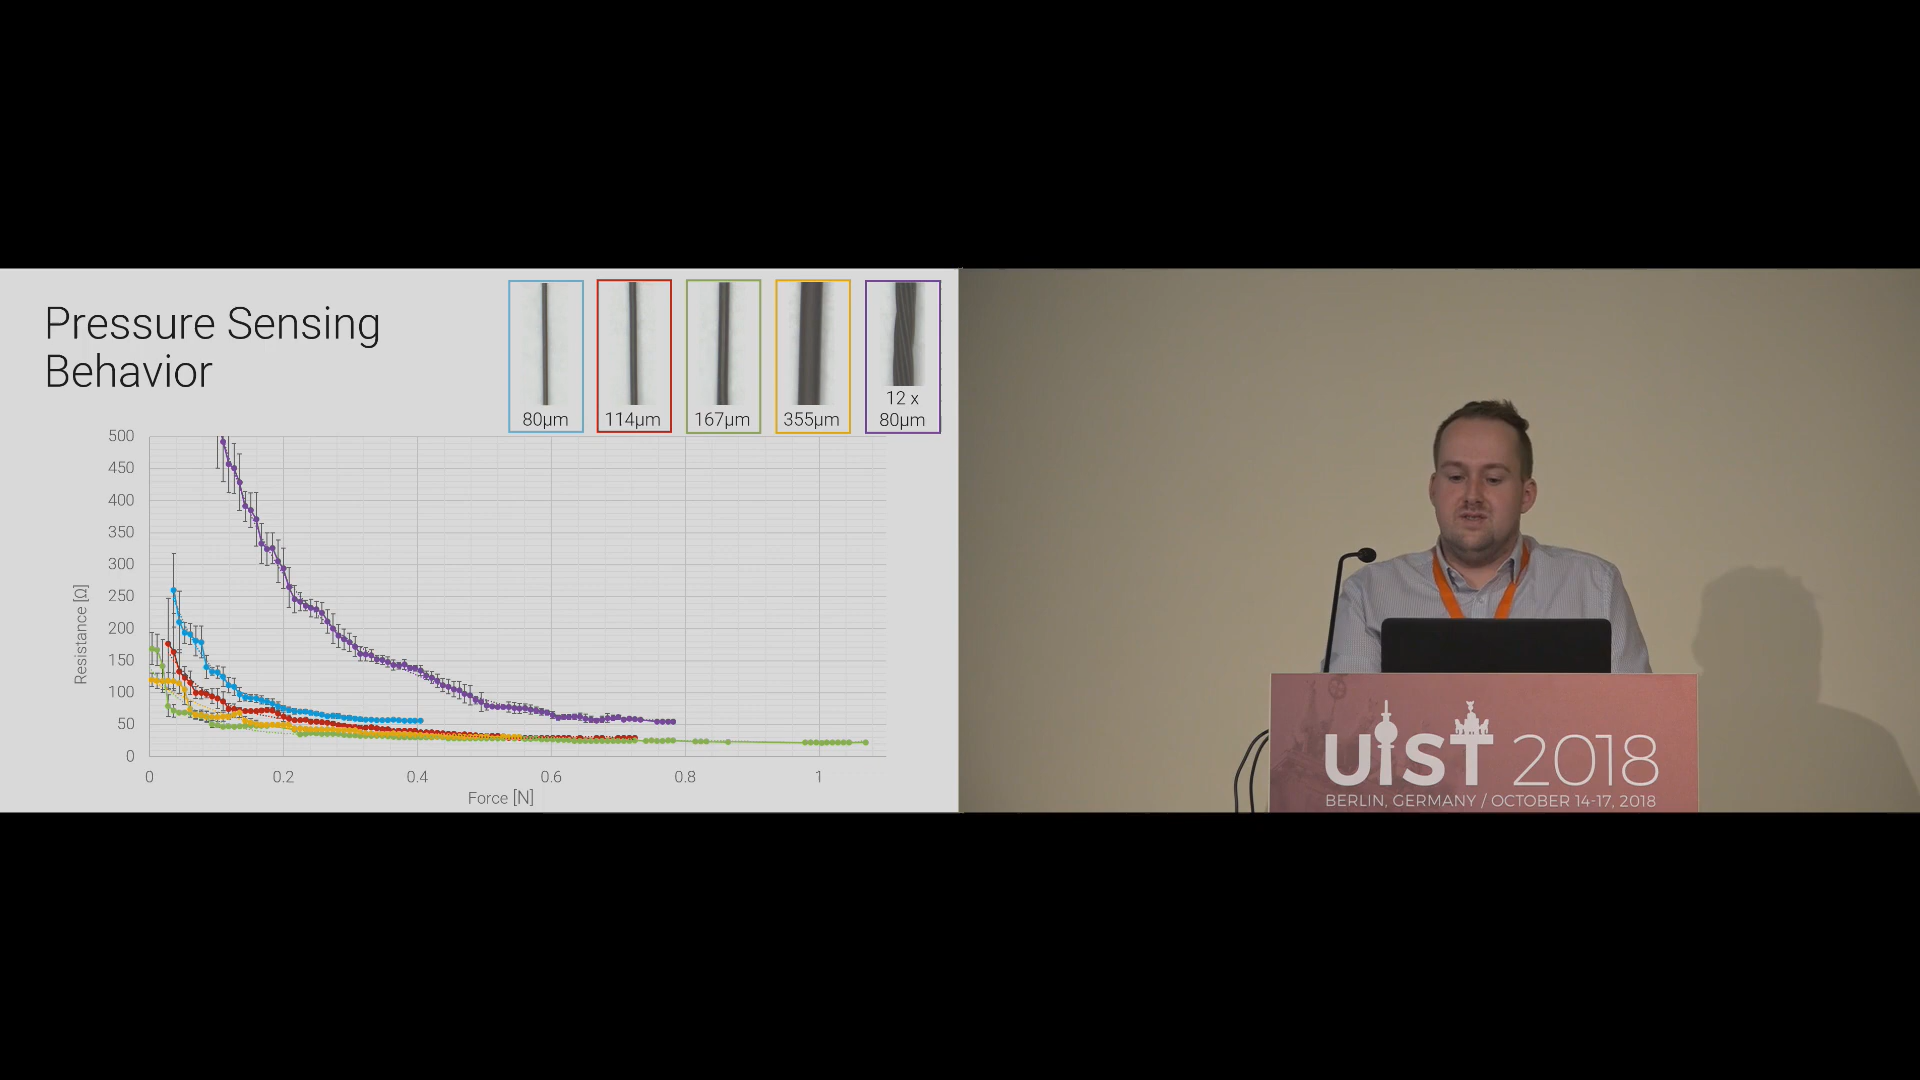 Pressure Sensing
Behavior
80µm
114µm
167µm
355µm
12 x
80µm
500
450
400
350
300
250
200
150
100
50
0
Resistance [Ω]
0
0.2
0.4
0.6
0.8
1
Force [N]
UIST 2018
BERLIN, GERMANY / OCTOBER 14-17, 2018